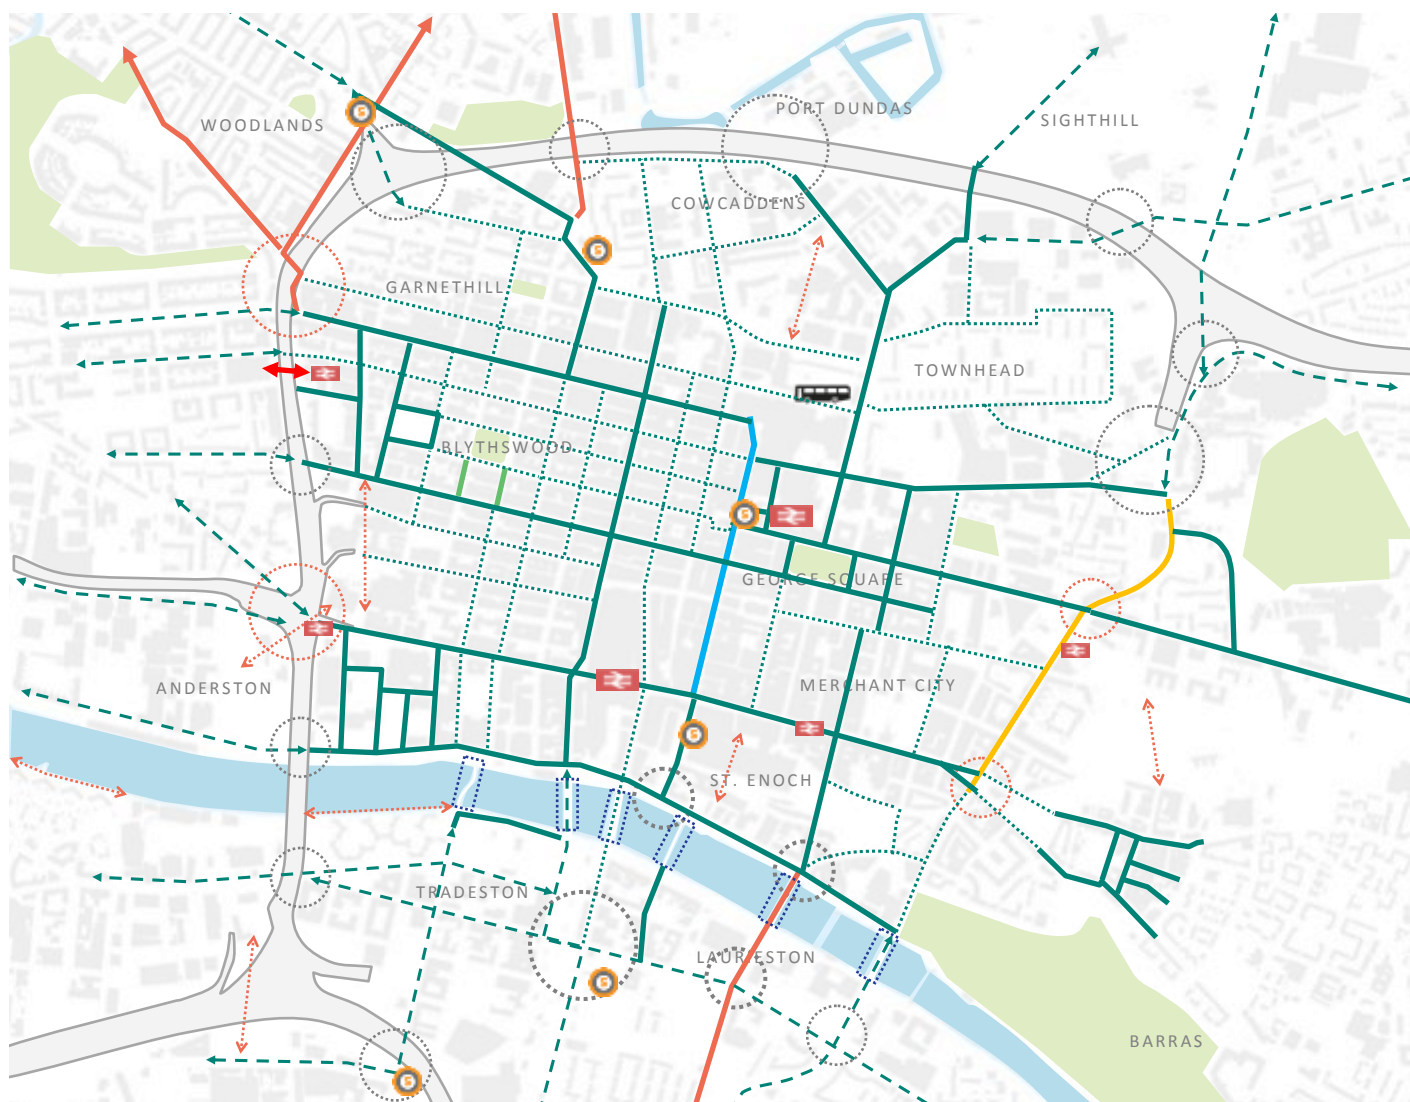 PORT DUNDAS
SIGHTHILL
WOODLANDS
COWCADDENS
GARNETHILL
TOWNHEAD
BLYTHSWOOD
GEORGE SQUARE
ANDERSTON
MERCHANT CITY
ST. ENOCH
TRADESTON
LAURIESTON
BARRAS